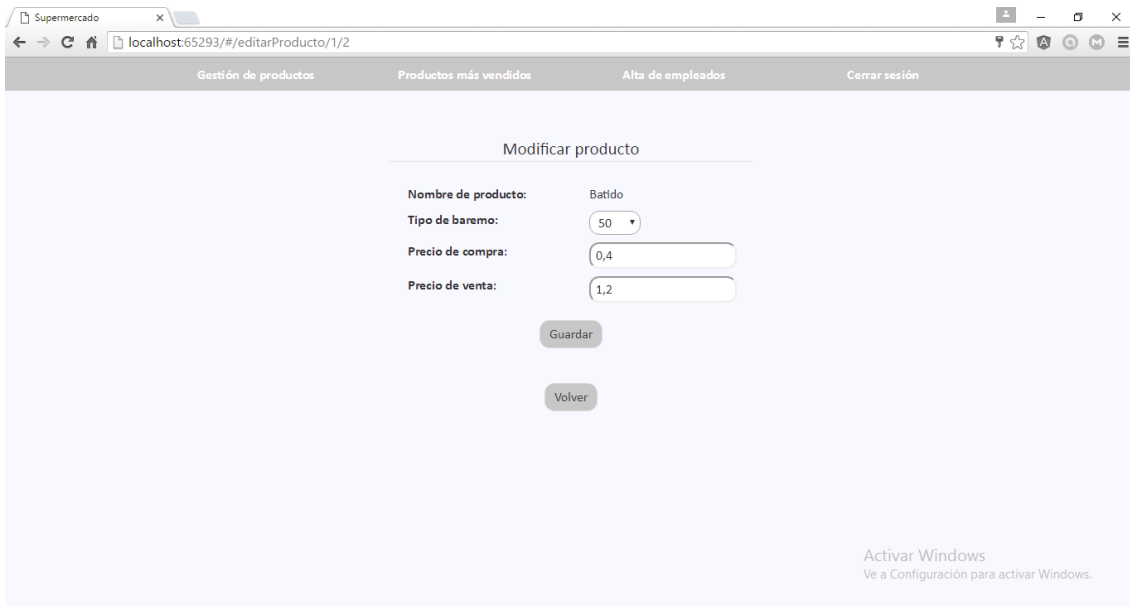 Supermercado
localhost:65293/#/editarProducto/1/2
Gestión de productos Productos más vendidos Alta de empleados Cerrar sesión
Modificar producto
Nombre de producto: Batido
Tipo de baremo: 50
Precio de compra: 0,4
Precio de venta: 1,2
Guardar
Volver
Activar Windows
Ve a Configuración para activar Windows.